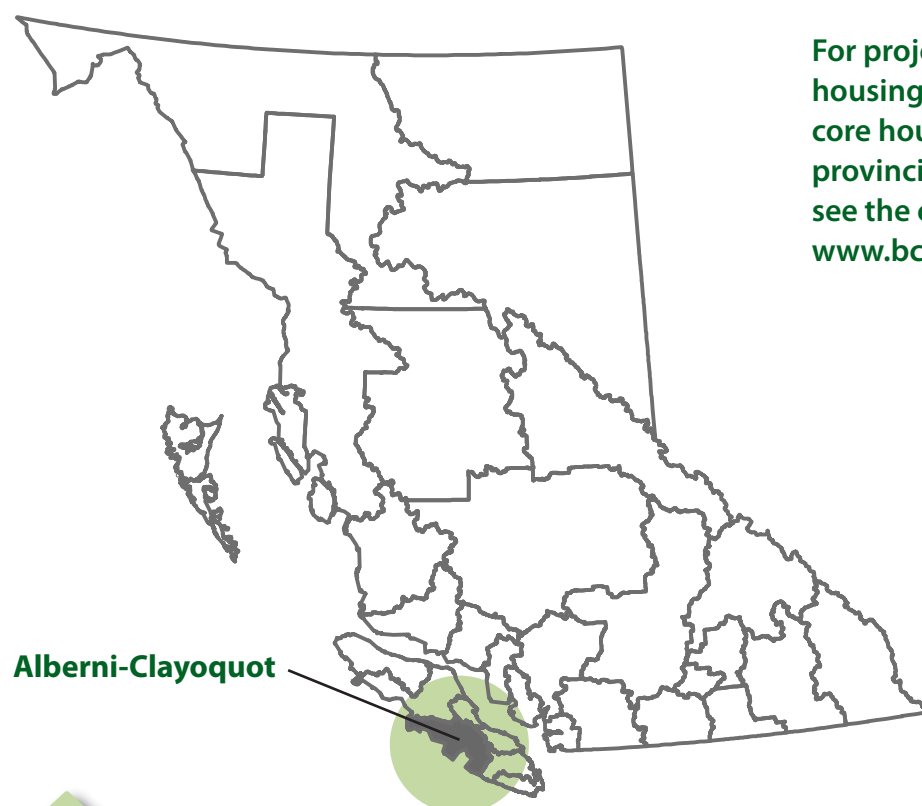 For proj
housing
core hou
provinci
see the
www.bc
Alberni-Clayoquot